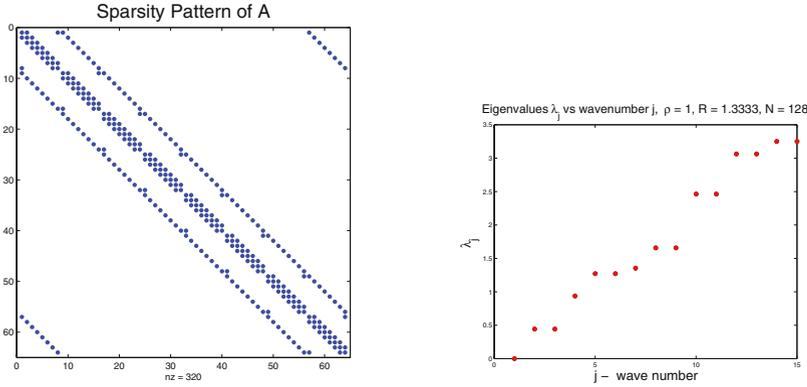 Sparsity Pattern of A
0
10
20
30
40
50
60
0 10 20 30 40 50 60
nz = 320
Eigenvalues λj vs wavenumber j, ρ = 1, R = 1.3333, N = 128
3.5
3
2.5
2
1.5
1
0.5
0
λj
0 5 10 15
j − wave number